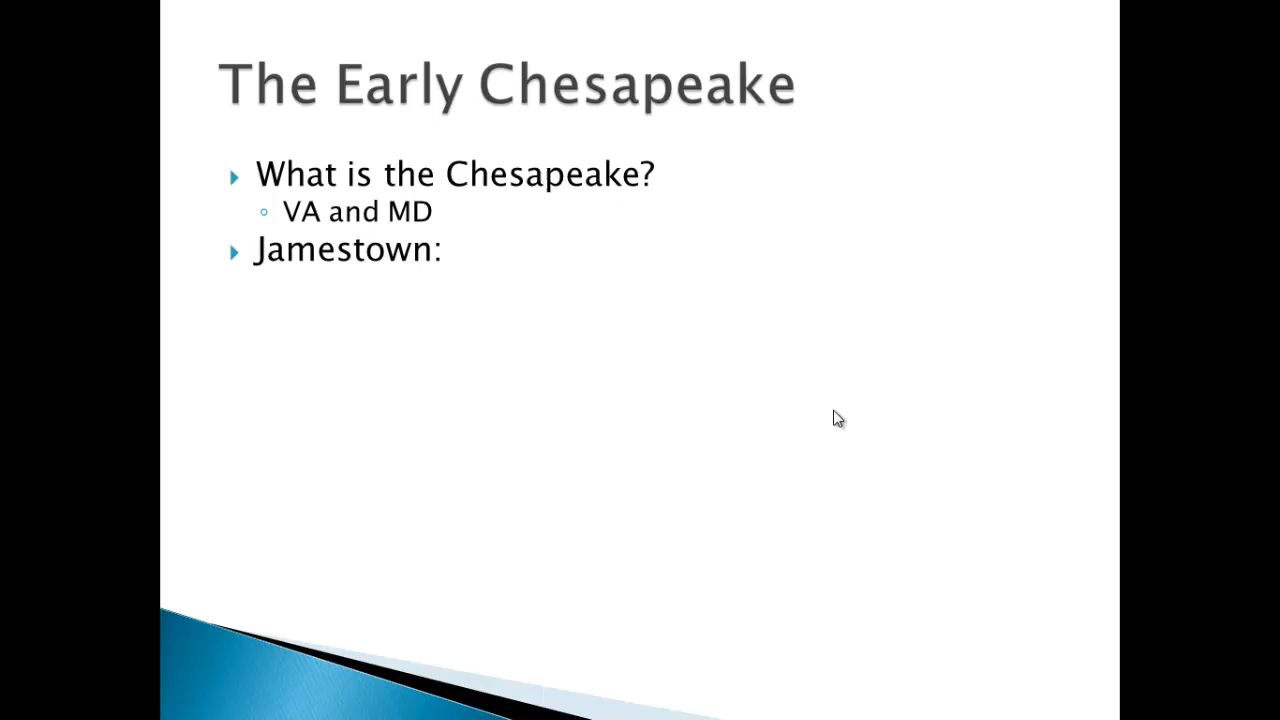 The Early Chesapeake
What is the Chesapeake?
VA and MD
Jamestown: